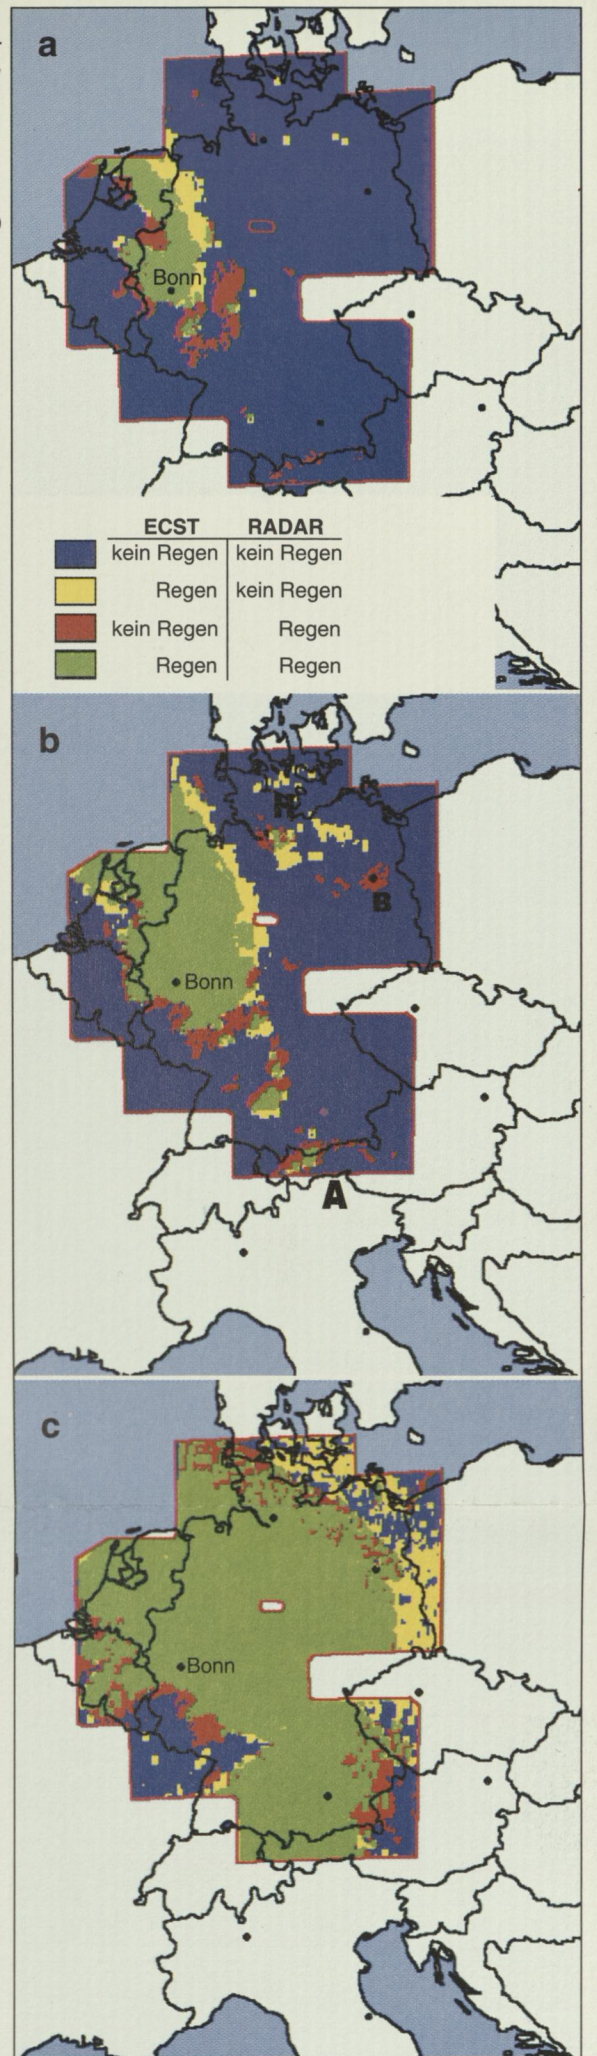 a
Bonn
ECST RADAR
kein Regen kein Regen
Regen kein Regen
kein Regen Regen
Regen Regen
b
H
B
Bonn
A
c
Bonn